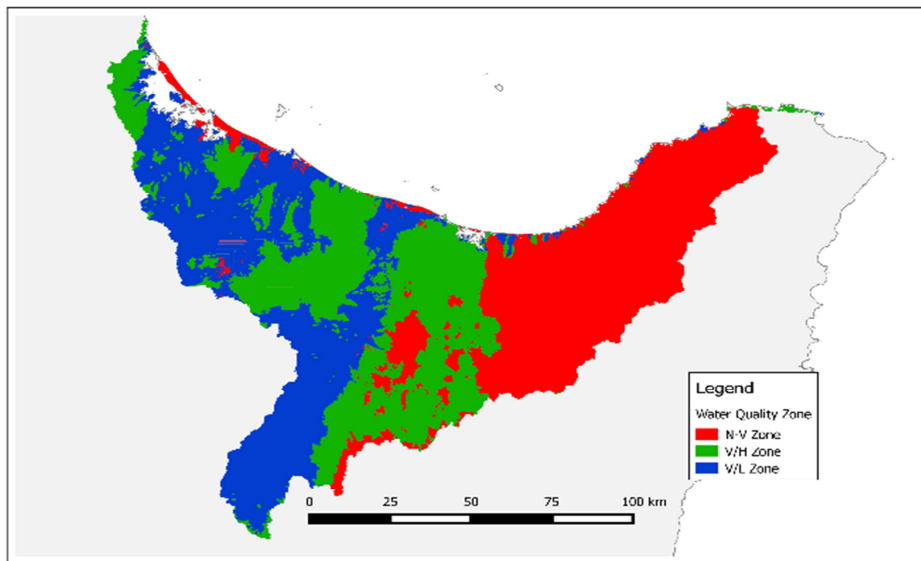 Legend
Water Quality Zone
N-V Zone
V/H Zone
V/L Zone
0 25 50 75 100 km